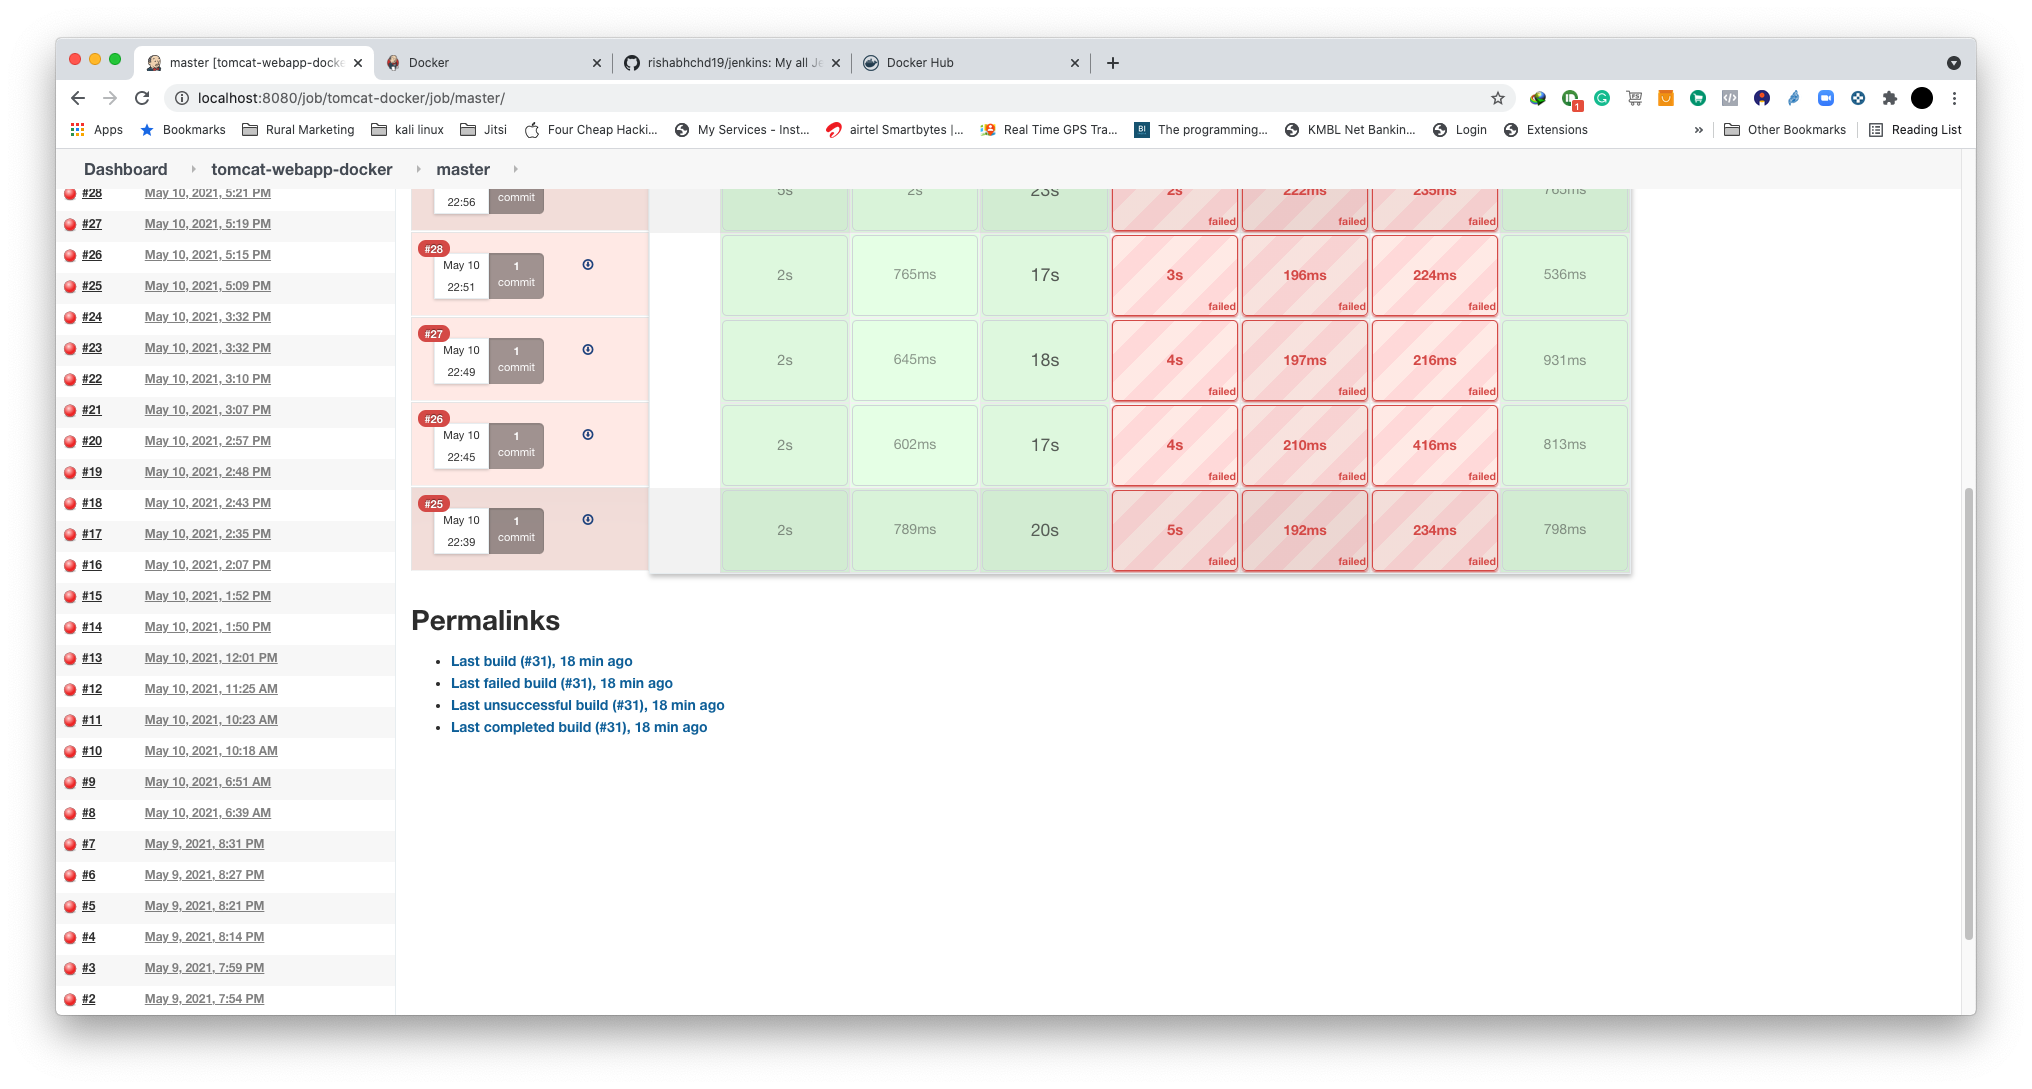 master [tomcat-webapp-docke
Docker
rishabhchd19/jenkins: My all Je
Docker Hub
localhost:8080/job/tomcat-docker/job/master/
1
Apps
Bookmarks
Rural Marketing
kali linux
Jitsi
Four Cheap Hacki...
My Services - Inst...
airtel Smartbytes |...
Real Time GPS Tra...
BI
The programming...
KMBL Net Bankin...
Login
Extensions
»
Other Bookmarks
Reading List
Dashboard
tomcat-webapp-docker
master
#28 May 10, 2021, 5:21 PM
#27 May 10, 2021, 5:19 PM
#26 May 10, 2021, 5:15 PM
#25 May 10, 2021, 5:09 PM
#24 May 10, 2021, 3:32 PM
#23 May 10, 2021, 3:32 PM
#22 May 10, 2021, 3:10 PM
#21 May 10, 2021, 3:07 PM
#20 May 10, 2021, 2:57 PM
#19 May 10, 2021, 2:48 PM
#18 May 10, 2021, 2:43 PM
#17 May 10, 2021, 2:35 PM
#16 May 10, 2021, 2:07 PM
#15 May 10, 2021, 1:52 PM
#14 May 10, 2021, 1:50 PM
#13 May 10, 2021, 12:01 PM
#12 May 10, 2021, 11:25 AM
#11 May 10, 2021, 10:23 AM
#10 May 10, 2021, 10:18 AM
#9 May 10, 2021, 6:51 AM
#8 May 10, 2021, 6:39 AM
#7 May 9, 2021, 8:31 PM
#6 May 9, 2021, 8:27 PM
#5 May 9, 2021, 8:21 PM
#4 May 9, 2021, 8:14 PM
#3 May 9, 2021, 7:59 PM
#2 May 9, 2021, 7:54 PM
22:56
commit
5s
2s
23s
2s
failed
222ms
failed
235ms
failed
765ms
#28
May 10
22:51
1
commit
2s
765ms
17s
3s
failed
196ms
failed
224ms
failed
536ms
#27
May 10
22:49
1
commit
2s
645ms
18s
4s
failed
197ms
failed
216ms
failed
931ms
#26
May 10
22:45
1
commit
2s
602ms
17s
4s
failed
210ms
failed
416ms
failed
813ms
#25
May 10
22:39
1
commit
2s
789ms
20s
5s
failed
192ms
failed
234ms
failed
798ms
Permalinks
Last build (#31), 18 min ago
Last failed build (#31), 18 min ago
Last unsuccessful build (#31), 18 min ago
Last completed build (#31), 18 min ago